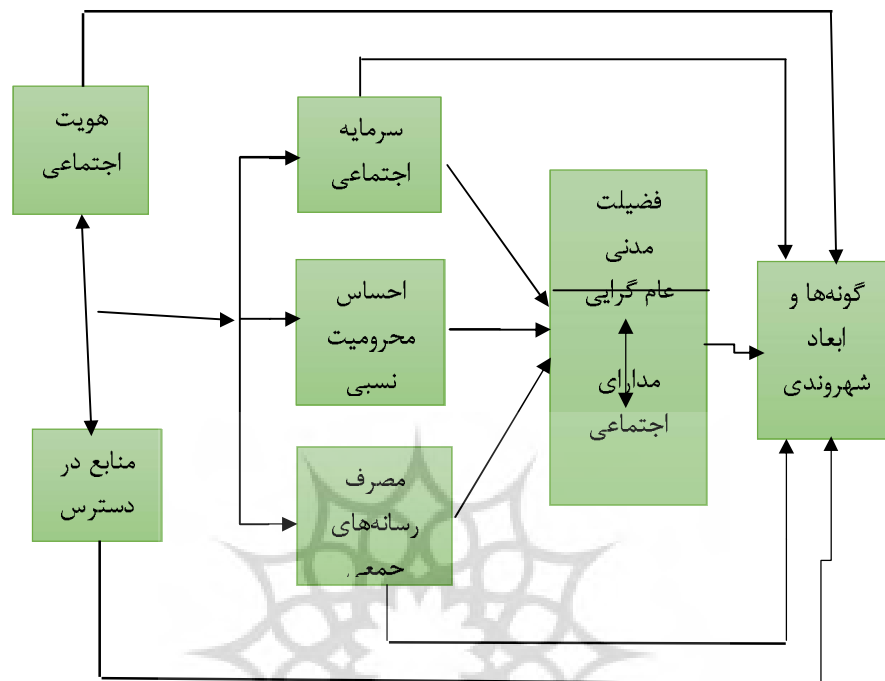 هویت
اجتماعی
منابع در
دسترس
سرمایه
اجتماعی
احساس
محرومیت
نسبی
مصرف
رسانه‌های
جمعی
فضیلت
مدنی
عام گرایی
مدارای
اجتماعی
گونه‌ها و
ابعاد
شهروندی